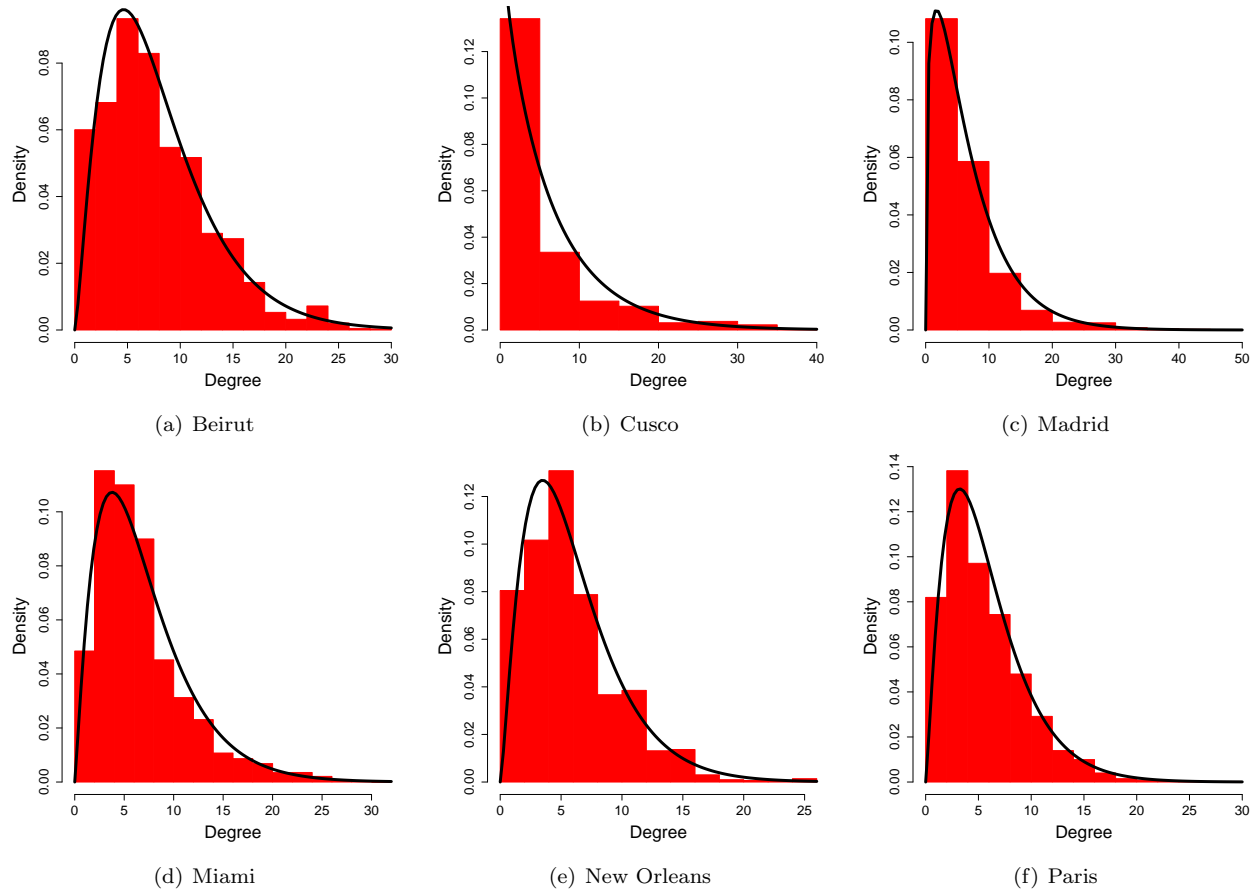 Density
0.00 0.02 0.04 0.06 0.08
0 5 10 15 20 25 30
Degree
(a) Beirut
Density
0.00 0.02 0.04 0.06 0.08 0.10 0.12
0 10 20 30 40
Degree
(b) Cusco
Density
0.00 0.02 0.04 0.06 0.08 0.10
0 10 20 30 40 50
Degree
(c) Madrid
Density
0.00 0.02 0.04 0.06 0.08 0.10
0 5 10 15 20 25 30
Degree
(d) Miami
Density
0.00 0.02 0.04 0.06 0.08 0.10 0.12
0 5 10 15 20 25
Degree
(e) New Orleans
Density
0.00 0.02 0.04 0.06 0.08 0.10 0.12 0.14
0 5 10 15 20 25 30
Degree
(f) Paris